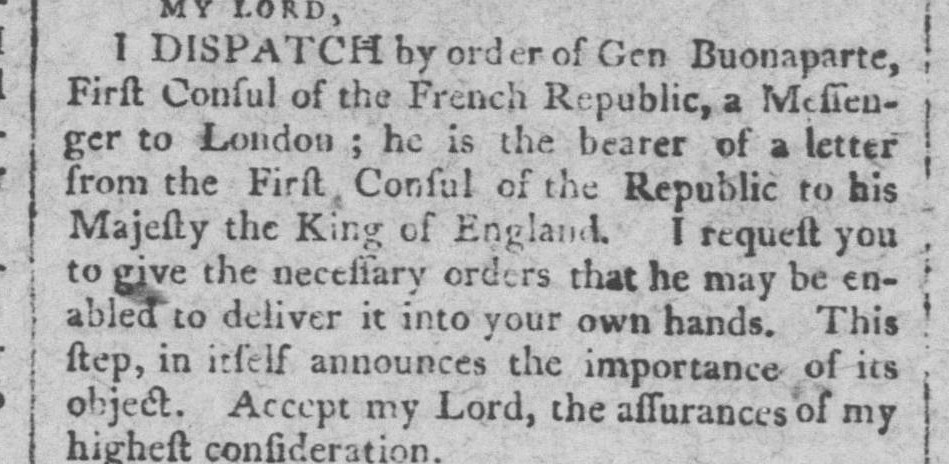 MY LORD,
I DISPATCH by order of Gen Buonaparte,
Firſt Conſul of the French Republic, a Meſſen-
ger to London ; he is the bearer of a letter
from the Firſt Conſul of the Republic to his
Majeſty the King of England. I requeſt you
to give the neceſſary orders that he may be en-
abled to deliver it into your own hands. This
ſtep, in itſelf announces the importance of its
object. Accept my Lord, the aſſurances of my
higheſt conſideration.